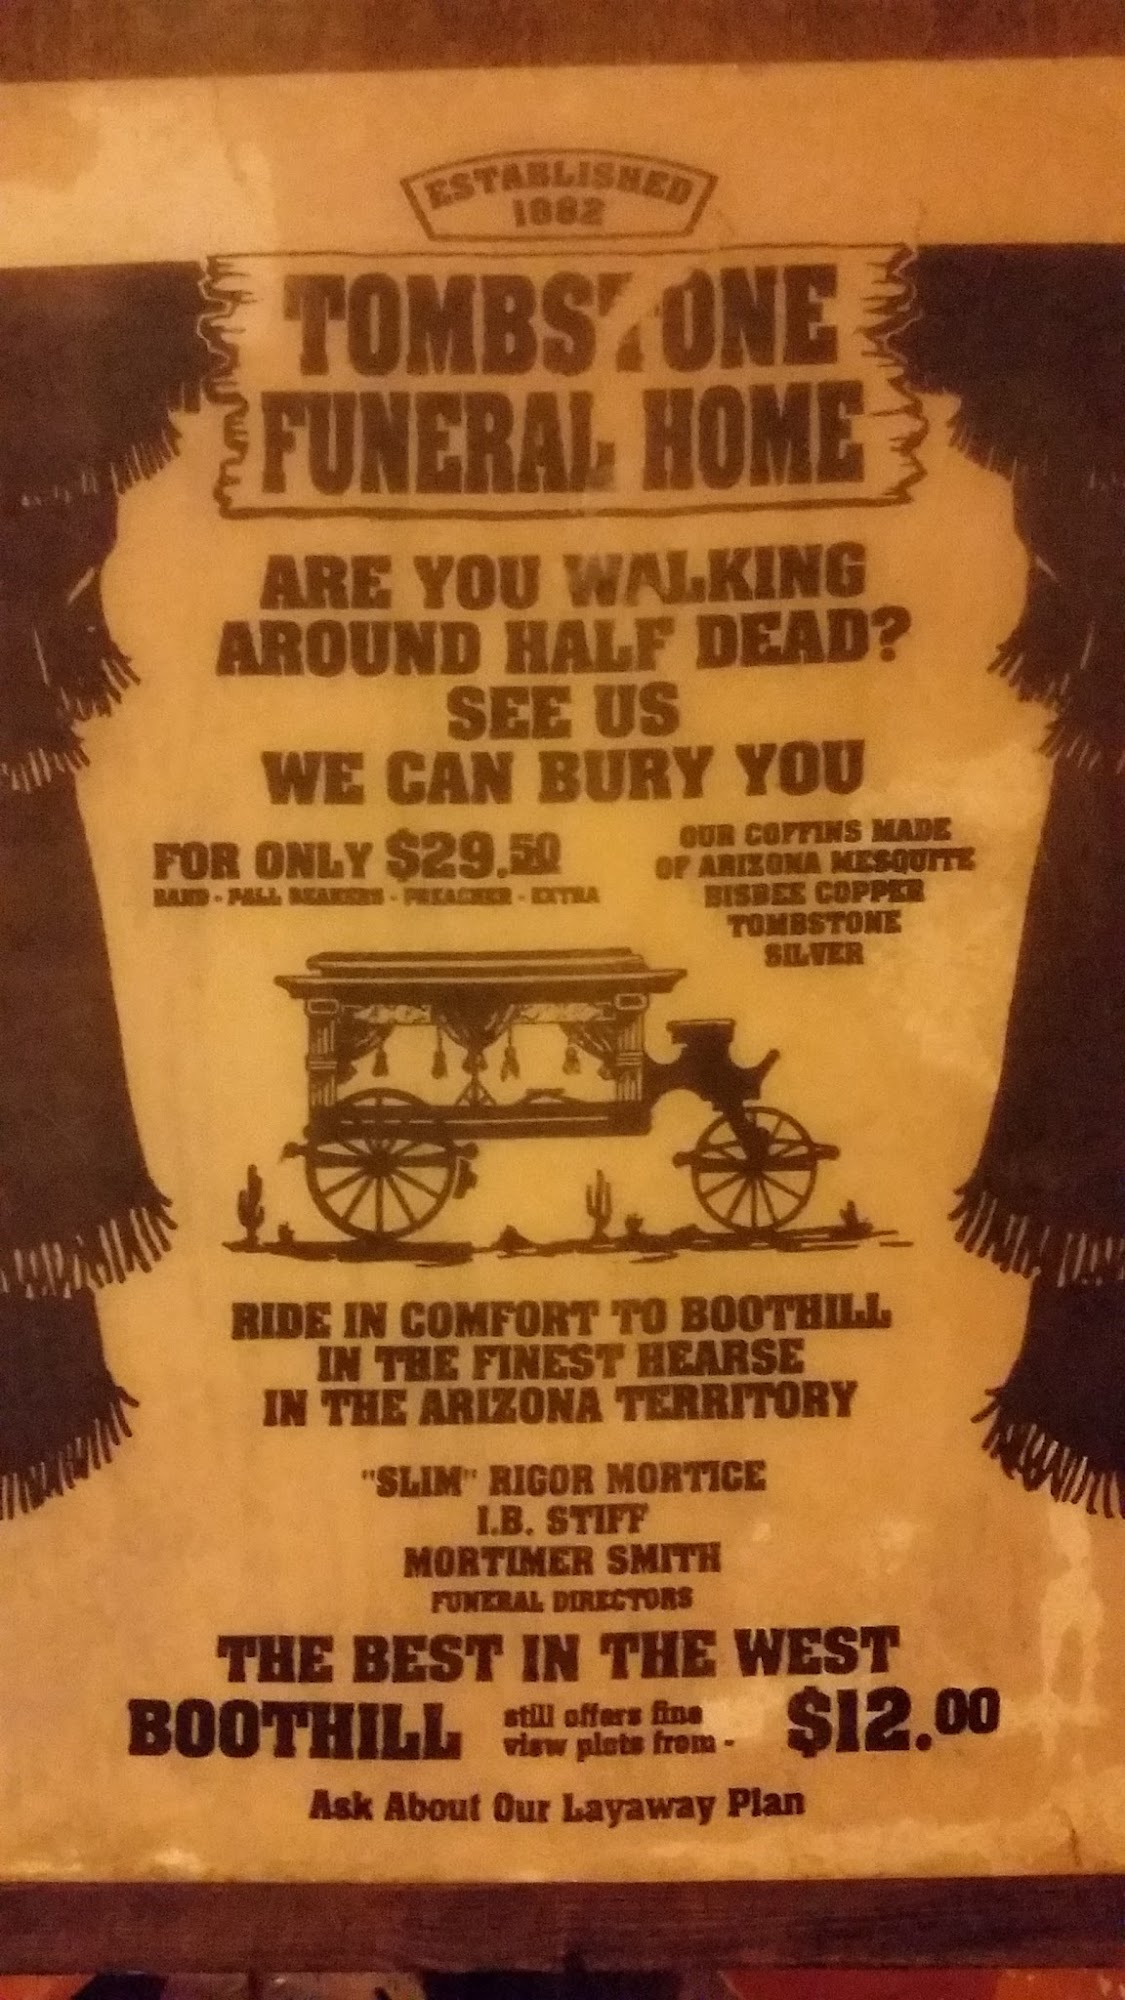 ESTABLISHED
1882
TOMBSTONE
FUNERAL HOME
ARE YOU WALKING
AROUND HALF DEAD?
SEE US
WE CAN BURY YOU
FOR ONLY $29.50
BAND - PALL BEARERS - PREACHER - EXTRA
OUR COFFINS MADE
OF ARIZONA MESQUITE
BISBEE COPPER
TOMBSTONE
SILVER
RIDE IN COMFORT TO BOOTHILL
IN THE FINEST HEARSE
IN THE ARIZONA TERRITORY
"SLIM" RIGOR MORTICE
I.B. STIFF
MORTIMER SMITH
FUNERAL DIRECTORS
THE BEST IN THE WEST
BOOTHILL still offers fine view plots from - $12.00
Ask About Our Layaway Plan